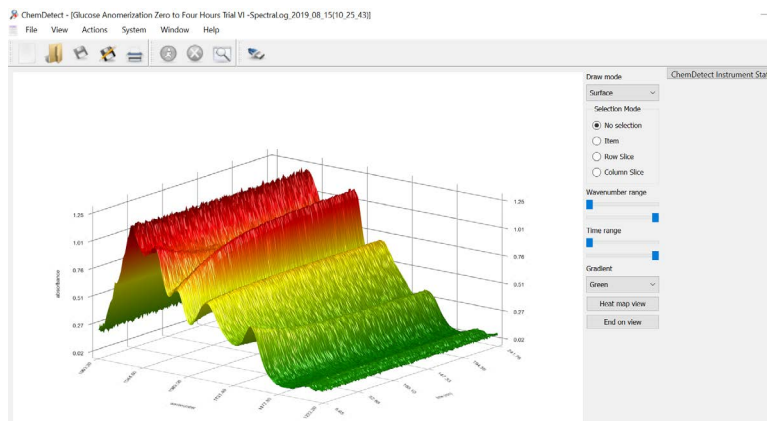 ChemDetect - [Glucose Anomerization Zero to Four Hours Trial VI -SpectraLog_2019_08_15(10_25_43)]
File View Actions System Window Help
Draw mode
ChemDetect Instrument Stat
Surface
Selection Mode
No selection
Item
Row Slice
Column Slice
Wavenumber range
Time range
Gradient
Green
Heat map view
End on view
1.25
1.01
0.76
0.51
0.27
0.02
absorbance
1.25
1.01
0.76
0.51
0.27
0.02
wavenumber